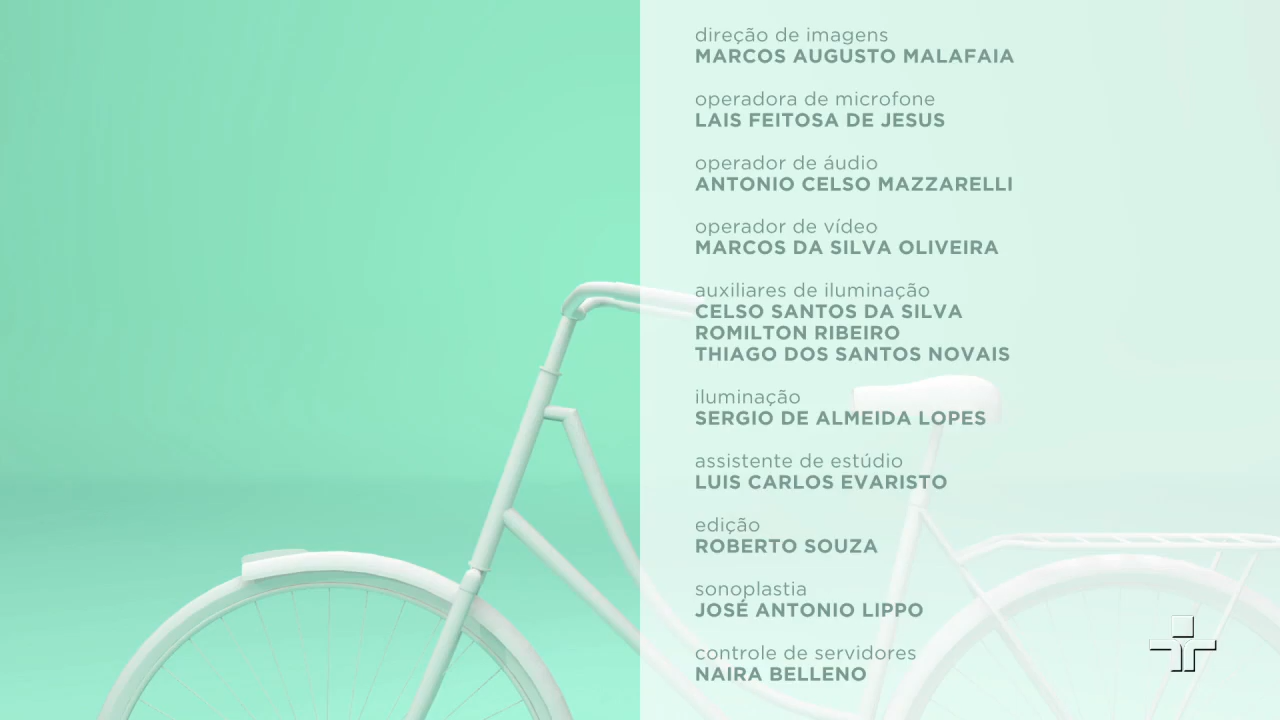 direção de imagens
MARCOS AUGUSTO MALAFAIA
operadora de microfone
LAIS FEITOSA DE JESUS
operador de áudio
ANTONIO CELSO MAZZARELLI
operador de vídeo
MARCOS DA SILVA OLIVEIRA
auxiliares de iluminação
CELSO SANTOS DA SILVA
ROMILTON RIBEIRO
THIAGO DOS SANTOS NOVAIS
iluminação
SERGIO DE ALMEIDA LOPES
assistente de estúdio
LUIS CARLOS EVARISTO
edição
ROBERTO SOUZA
sonoplastia
JOSÉ ANTONIO LIPPO
controle de servidores
NAIRA BELLENO